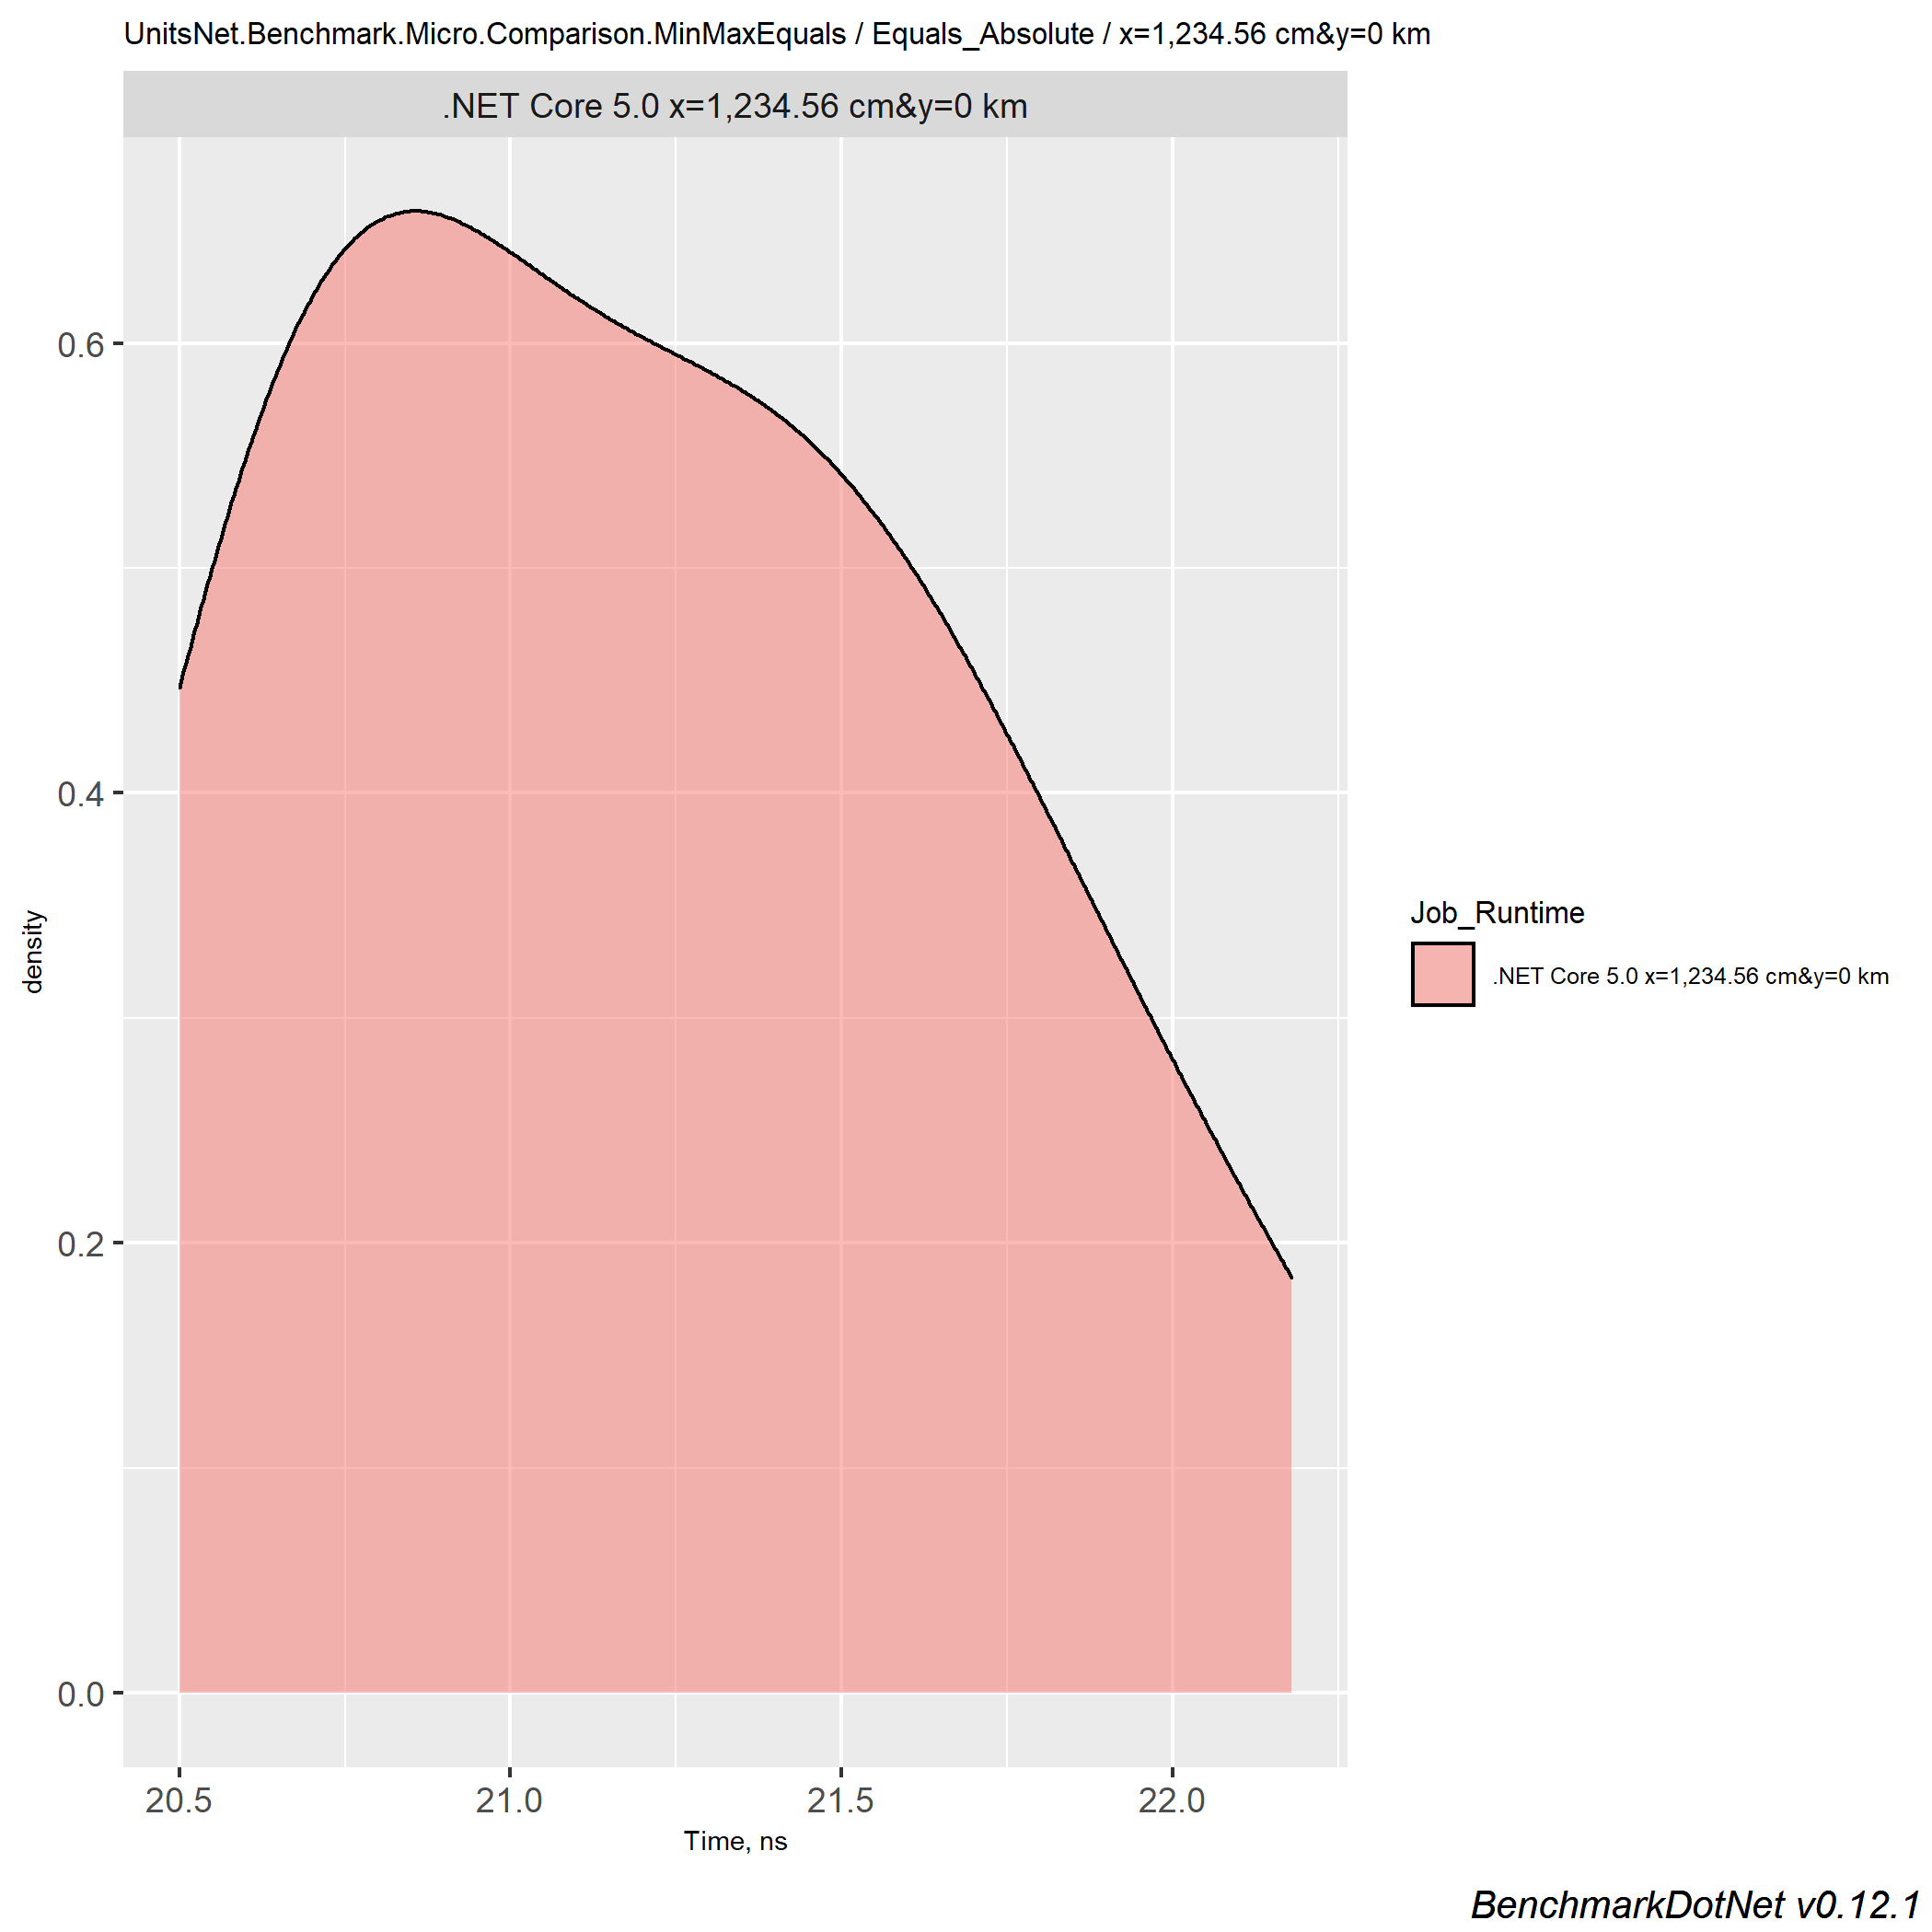 UnitsNet.Benchmark.Micro.Comparison.MinMaxEquals / Equals_Absolute / x=1,234.56 cm&y=0 km
.NET Core 5.0 x=1,234.56 cm&y=0 km
0.6
0.4
0.2
0.0
density
20.5 21.0 21.5 22.0
Time, ns
Job_Runtime
.NET Core 5.0 x=1,234.56 cm&y=0 km
BenchmarkDotNet v0.12.1